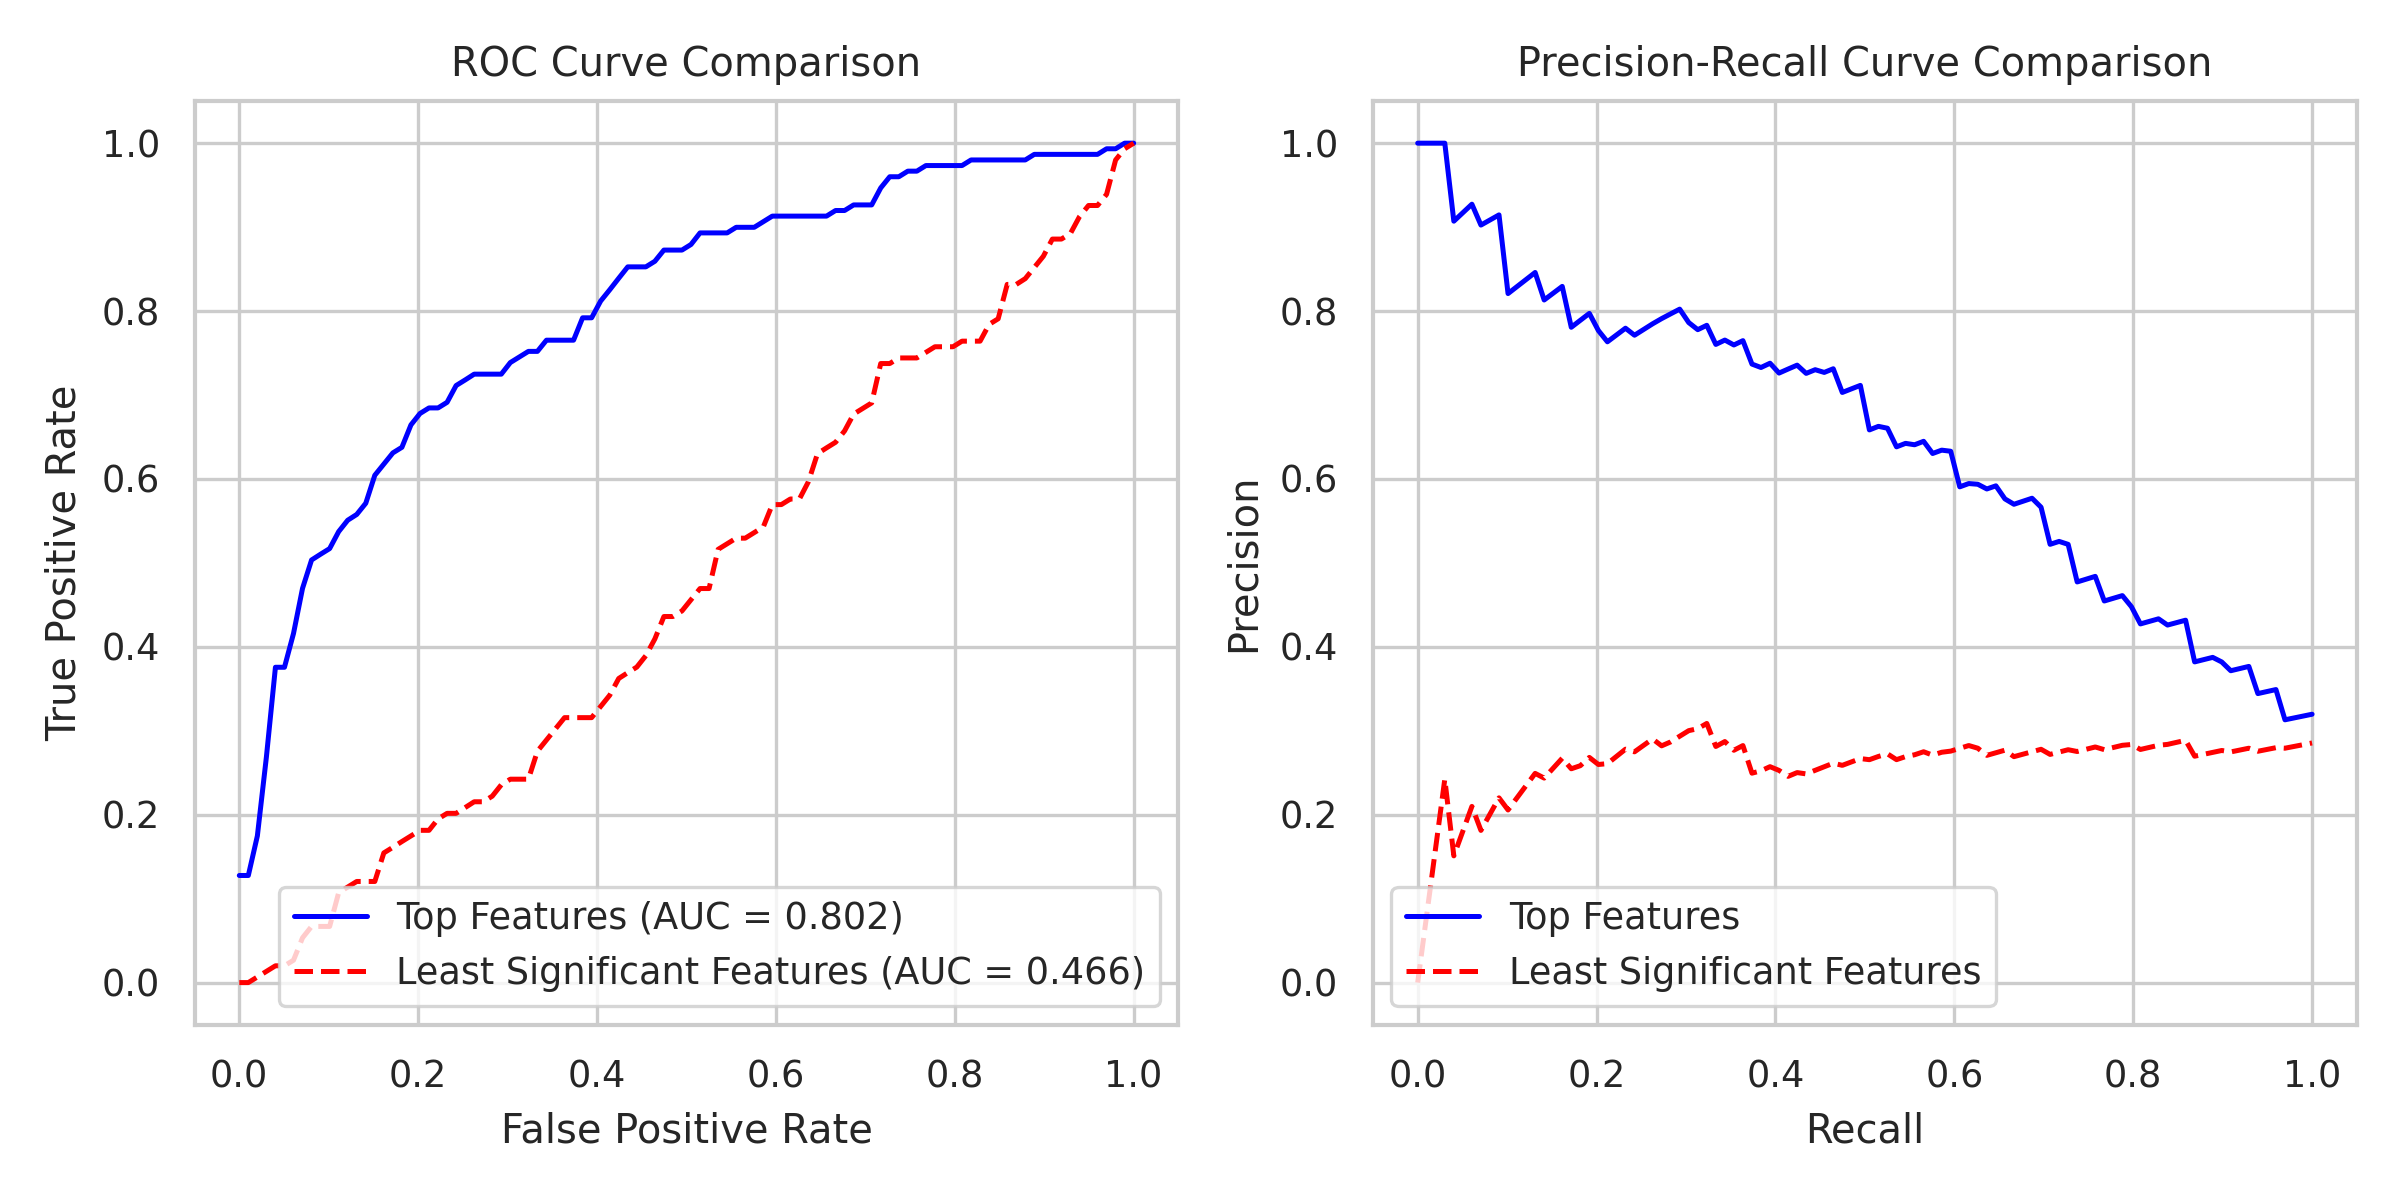 ROC Curve Comparison
True Positive Rate
1.0
0.8
0.6
0.4
0.2
0.0
Top Features (AUC = 0.802)
Least Significant Features (AUC = 0.466)
0.0 0.2 0.4 0.6 0.8 1.0
False Positive Rate
Precision-Recall Curve Comparison
Precision
1.0
0.8
0.6
0.4
0.2
0.0
Top Features
Least Significant Features
0.0 0.2 0.4 0.6 0.8 1.0
Recall